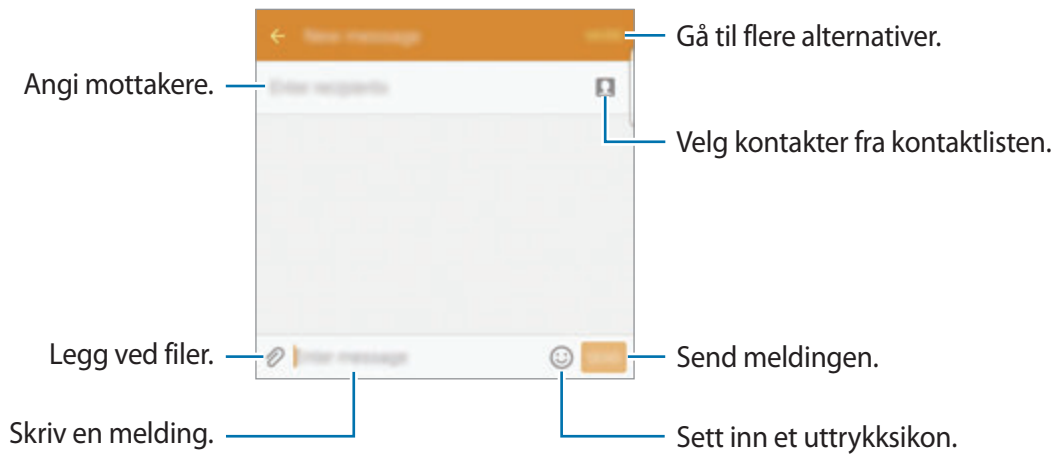 Gå til flere alternativer.
Angi mottakere.
Velg kontakter fra kontaktlisten.
Legg ved filer.
Send meldingen.
Skriv en melding.
Sett inn et uttrykksikon.